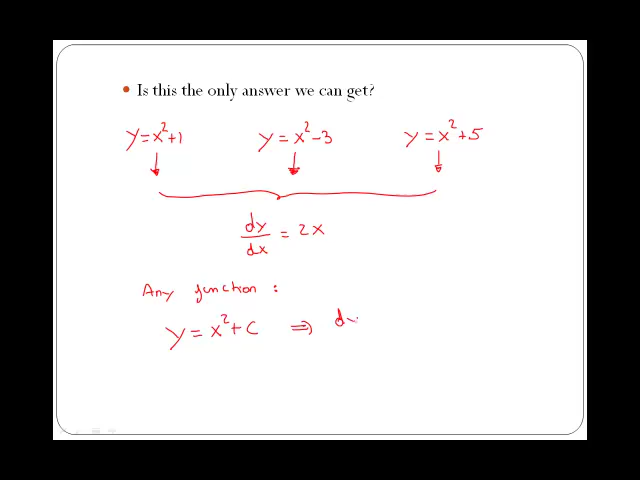 • Is this the only answer we can get?
y = x²+1 y = x²-3 y = x²+5
dy/dx = 2x
Any function :
y = x²+c ⇒ dy